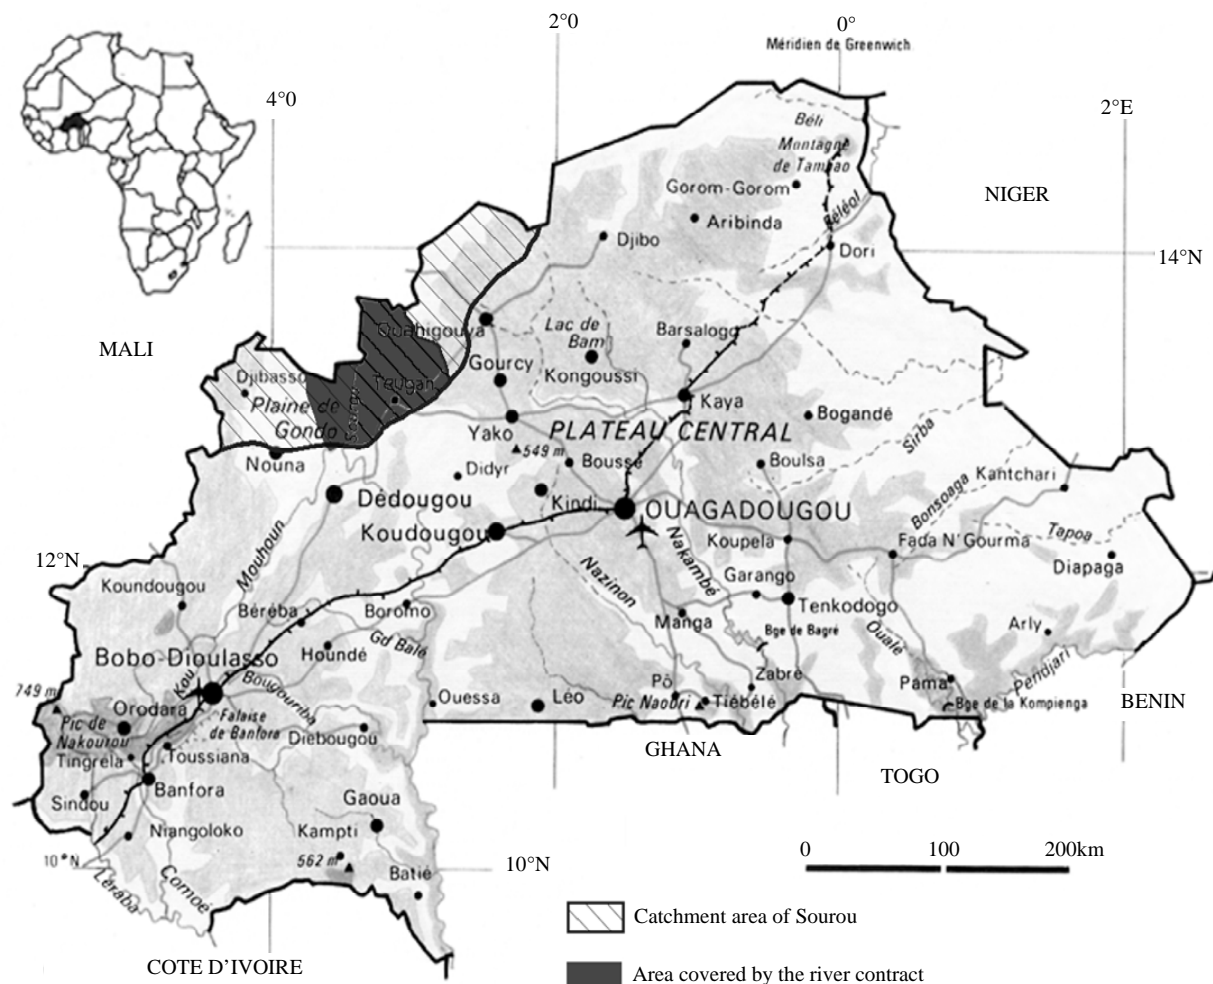 2°0
0°
Méridien de Greenwich
4°0
2°E
Béli
Montagne
de Tambao
NIGER
Gorom-Gorom
Aribinda
Béléol
Djibo
Dori
14°N
MALI
Ouahigouya
Lac de
Bam
Barsalogo
Gourcy
Kongoussi
Djibasso
Tougan
Kaya
Plaine de
Gondo
Sourou
Bogandé
Yako
PLATEAU CENTRAL
Sirba
549 m
Nouna
Didyr
Boussé
Boulsa
Kantchari
Dédougou
Kindi
OUAGADOUGOU
Bonsoaga
Koudougou
Koupela
Fada N'Gourma
Tapoa
12°N
Mouhoun
Nakambé
Diapaga
Koundougou
Nazinon
Garango
Béréba
Boromo
Manga
Tenkodogo
Arly
Gd Balé
Bge de Bagré
Oualé
Houndé
Bobo-Dioulasso
Pendjari
Kou
Bougouriba
Zabré
749 m
Ouessa
Léo
Pô
Pama
BENIN
Orodara
Pic Naouri
Tiébélé
Bge de la Kompienga
Pic de
Nakourou
Falaise
de Banfora
Diebougou
GHANA
Tingréla
Toussiana
TOGO
Banfora
Sindou
Gaoua
Niangoloko
Kampti
0 100 200km
10°N
562 m
10°N
Batié
Léraba
Comoé
Catchment area of Sourou
COTE D'IVOIRE
Area covered by the river contract